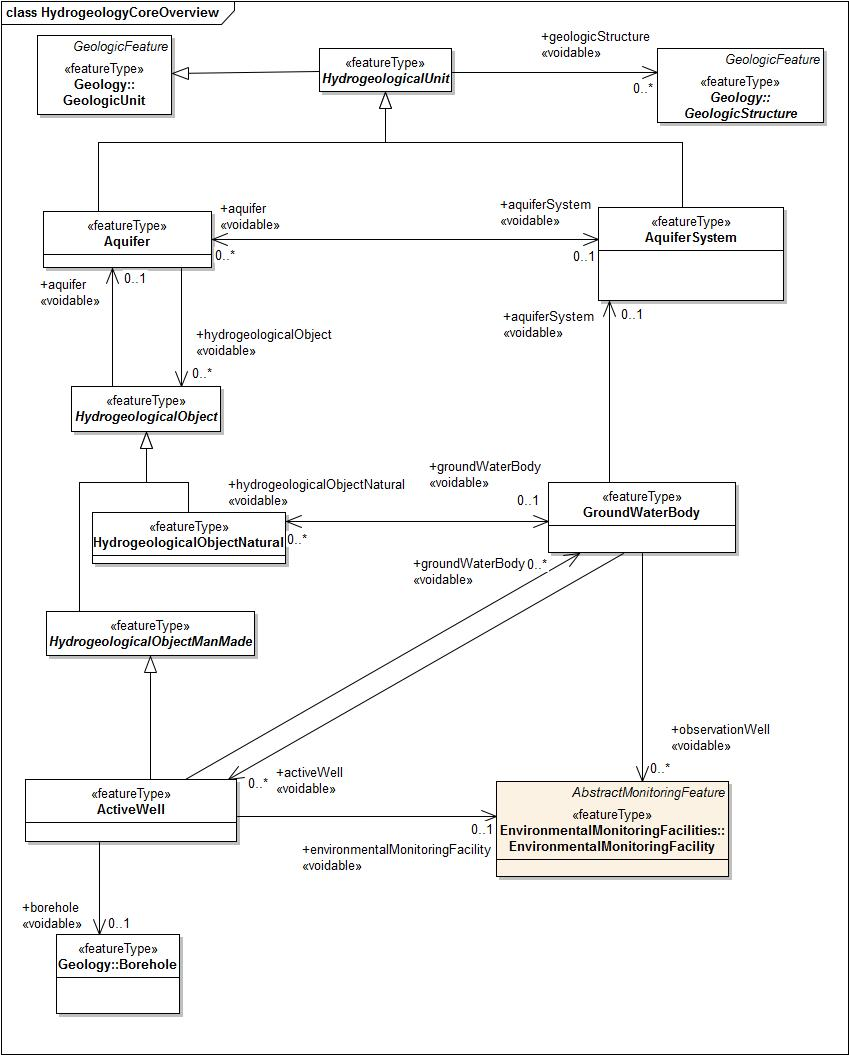 class HydrogeologyCoreOverview
GeologicFeature
«featureType»
Geology::
GeologicUnit
«featureType»
HydrogeologicalUnit
+geologicStructure
«voidable»
0..*
GeologicFeature
«featureType»
Geology::
GeologicStructure
«featureType»
Aquifer
+aquifer
«voidable»
0..*
+aquiferSystem
«voidable»
0..1
«featureType»
AquiferSystem
+aquifer
«voidable»
0..1
+hydrogeologicalObject
«voidable»
0..*
+aquiferSystem
«voidable»
0..1
«featureType»
HydrogeologicalObject
+hydrogeologicalObjectNatural
«voidable»
0..*
+groundWaterBody
«voidable»
0..1
«featureType»
GroundWaterBody
«featureType»
HydrogeologicalObjectNatural
+groundWaterBody
«voidable»
0..*
«featureType»
HydrogeologicalObjectManMade
+observationWell
«voidable»
0..*
+activeWell
«voidable»
0..*
«featureType»
ActiveWell
AbstractMonitoringFeature
«featureType»
EnvironmentalMonitoringFacilities::
EnvironmentalMonitoringFacility
0..1
+environmentalMonitoringFacility
«voidable»
+borehole
«voidable»
0..1
«featureType»
Geology::Borehole